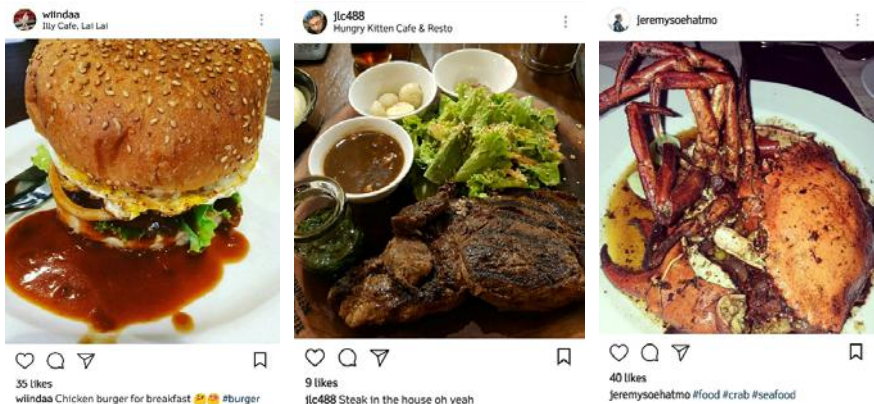 wiindaa
Illy Cafe, Lai Lai
35 likes
wiindaa Chicken burger for breakfast #burger
jlc488
Hungry Kitten Cafe & Resto
9 likes
jlc488 Steak in the house oh yeah
jeremysoehatmo
40 likes
jeremysoehatmo #food #crab #seafood